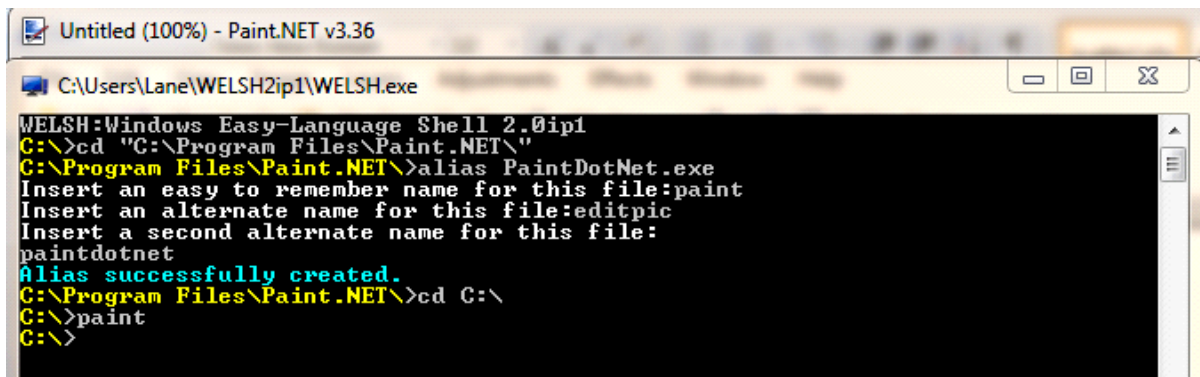 Untitled (100%) - Paint.NET v3.36
C:\Users\Lane\WELSH2ip1\WELSH.exe
WELSH:Windows Easy-Language Shell 2.0ip1
C:\>cd "C:\Program Files\Paint.NET\"
C:\Program Files\Paint.NET\>alias PaintDotNet.exe
Insert an easy to remember name for this file:paint
Insert an alternate name for this file:editpic
Insert a second alternate name for this file:
paintdotnet
Alias successfully created.
C:\Program Files\Paint.NET\>cd C:\
C:\>paint
C:\>